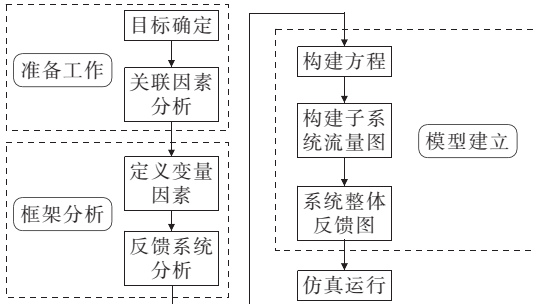 目标确定
准备工作
关联因素
分析
定义变量
因素
框架分析
反馈系统
分析
构建方程
构建子系
统流量图
模型建立
系统整体
反馈图
仿真运行